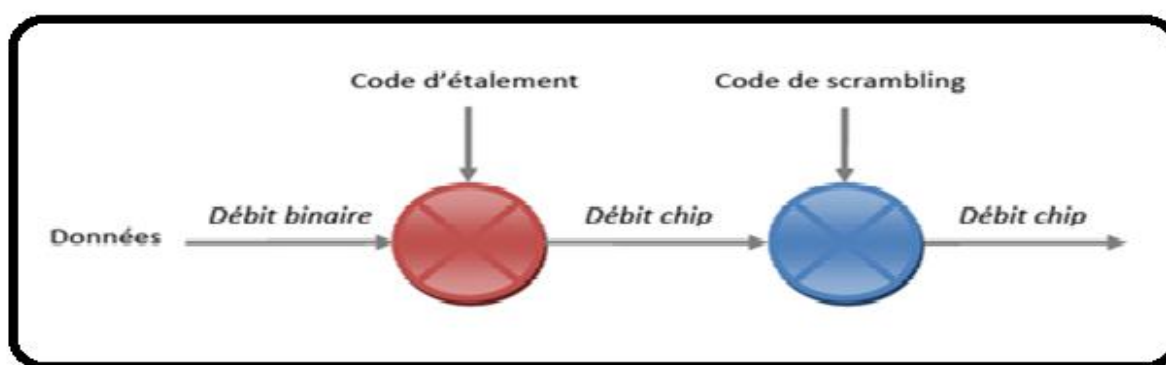 Code d'étalement
Code de scrambling
Débit binaire
Débit chip
Débit chip
Données